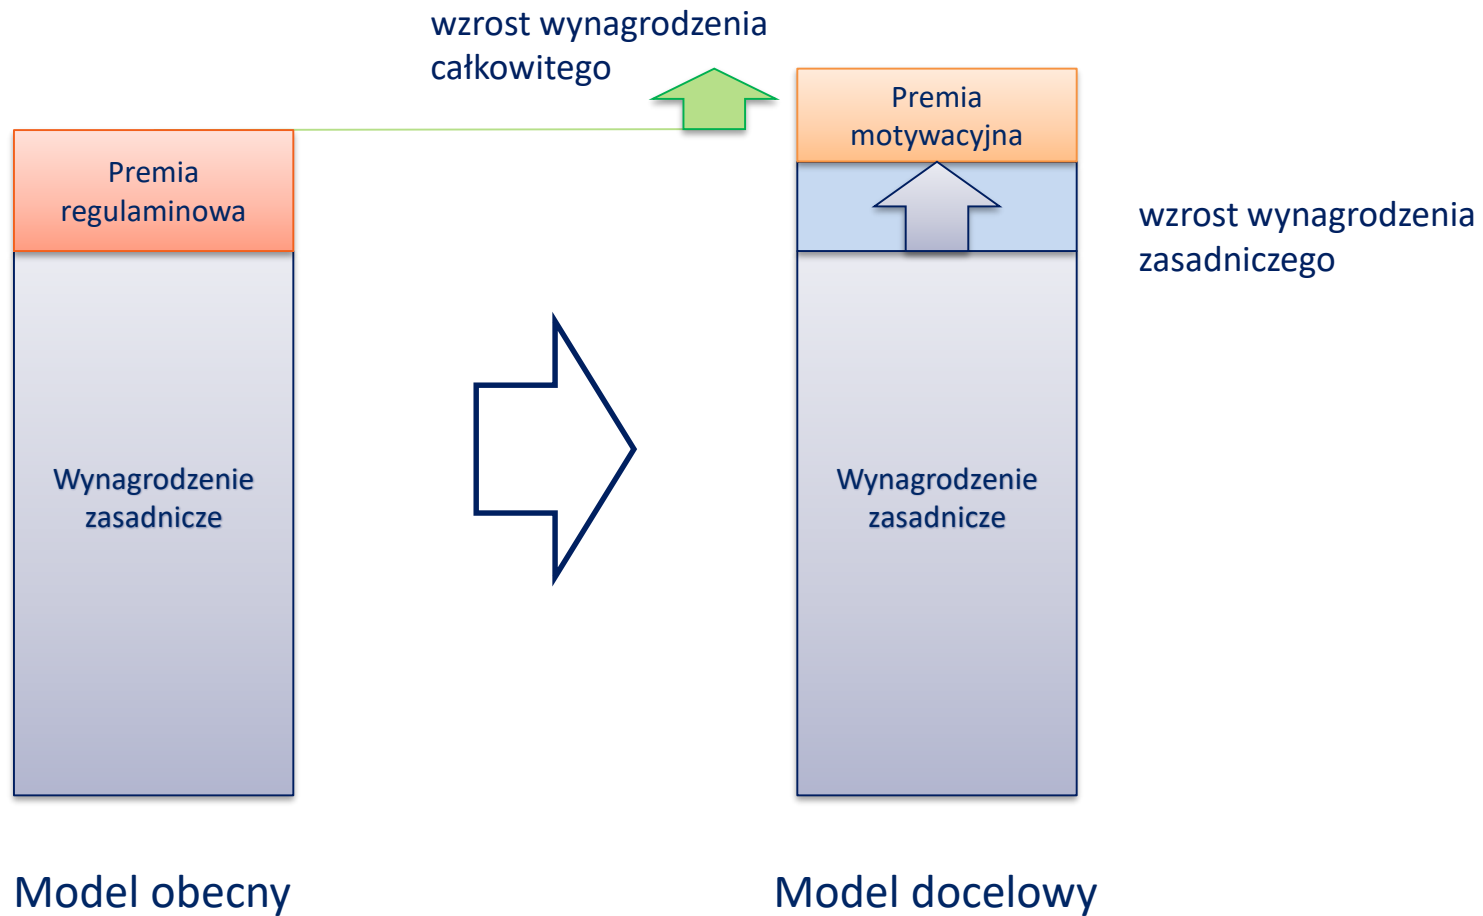 wzrost wynagrodzenia
całkowitego
Premia
motywacyjna
Premia
regulaminowa
wzrost wynagrodzenia
zasadniczego
Wynagrodzenie
zasadnicze
Wynagrodzenie
zasadnicze
Model obecny
Model docelowy